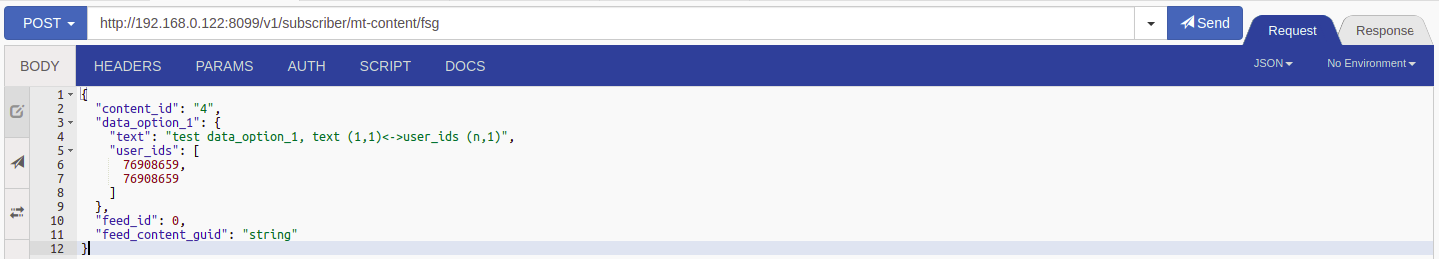 POST http://192.168.0.122:8099/v1/subscriber/mt-content/fsg Send Request Response
BODY HEADERS PARAMS AUTH SCRIPT DOCS JSON No Environment
1 {
2 "content_id": "4",
3 "data_option_1": {
4 "text": "test data_option_1, text (1,1)<->user_ids (n,1)",
5 "user_ids": [
6 76908659,
7 76908659
8 ]
9 },
10 "feed_id": 0,
11 "feed_content_guid": "string"
12 }